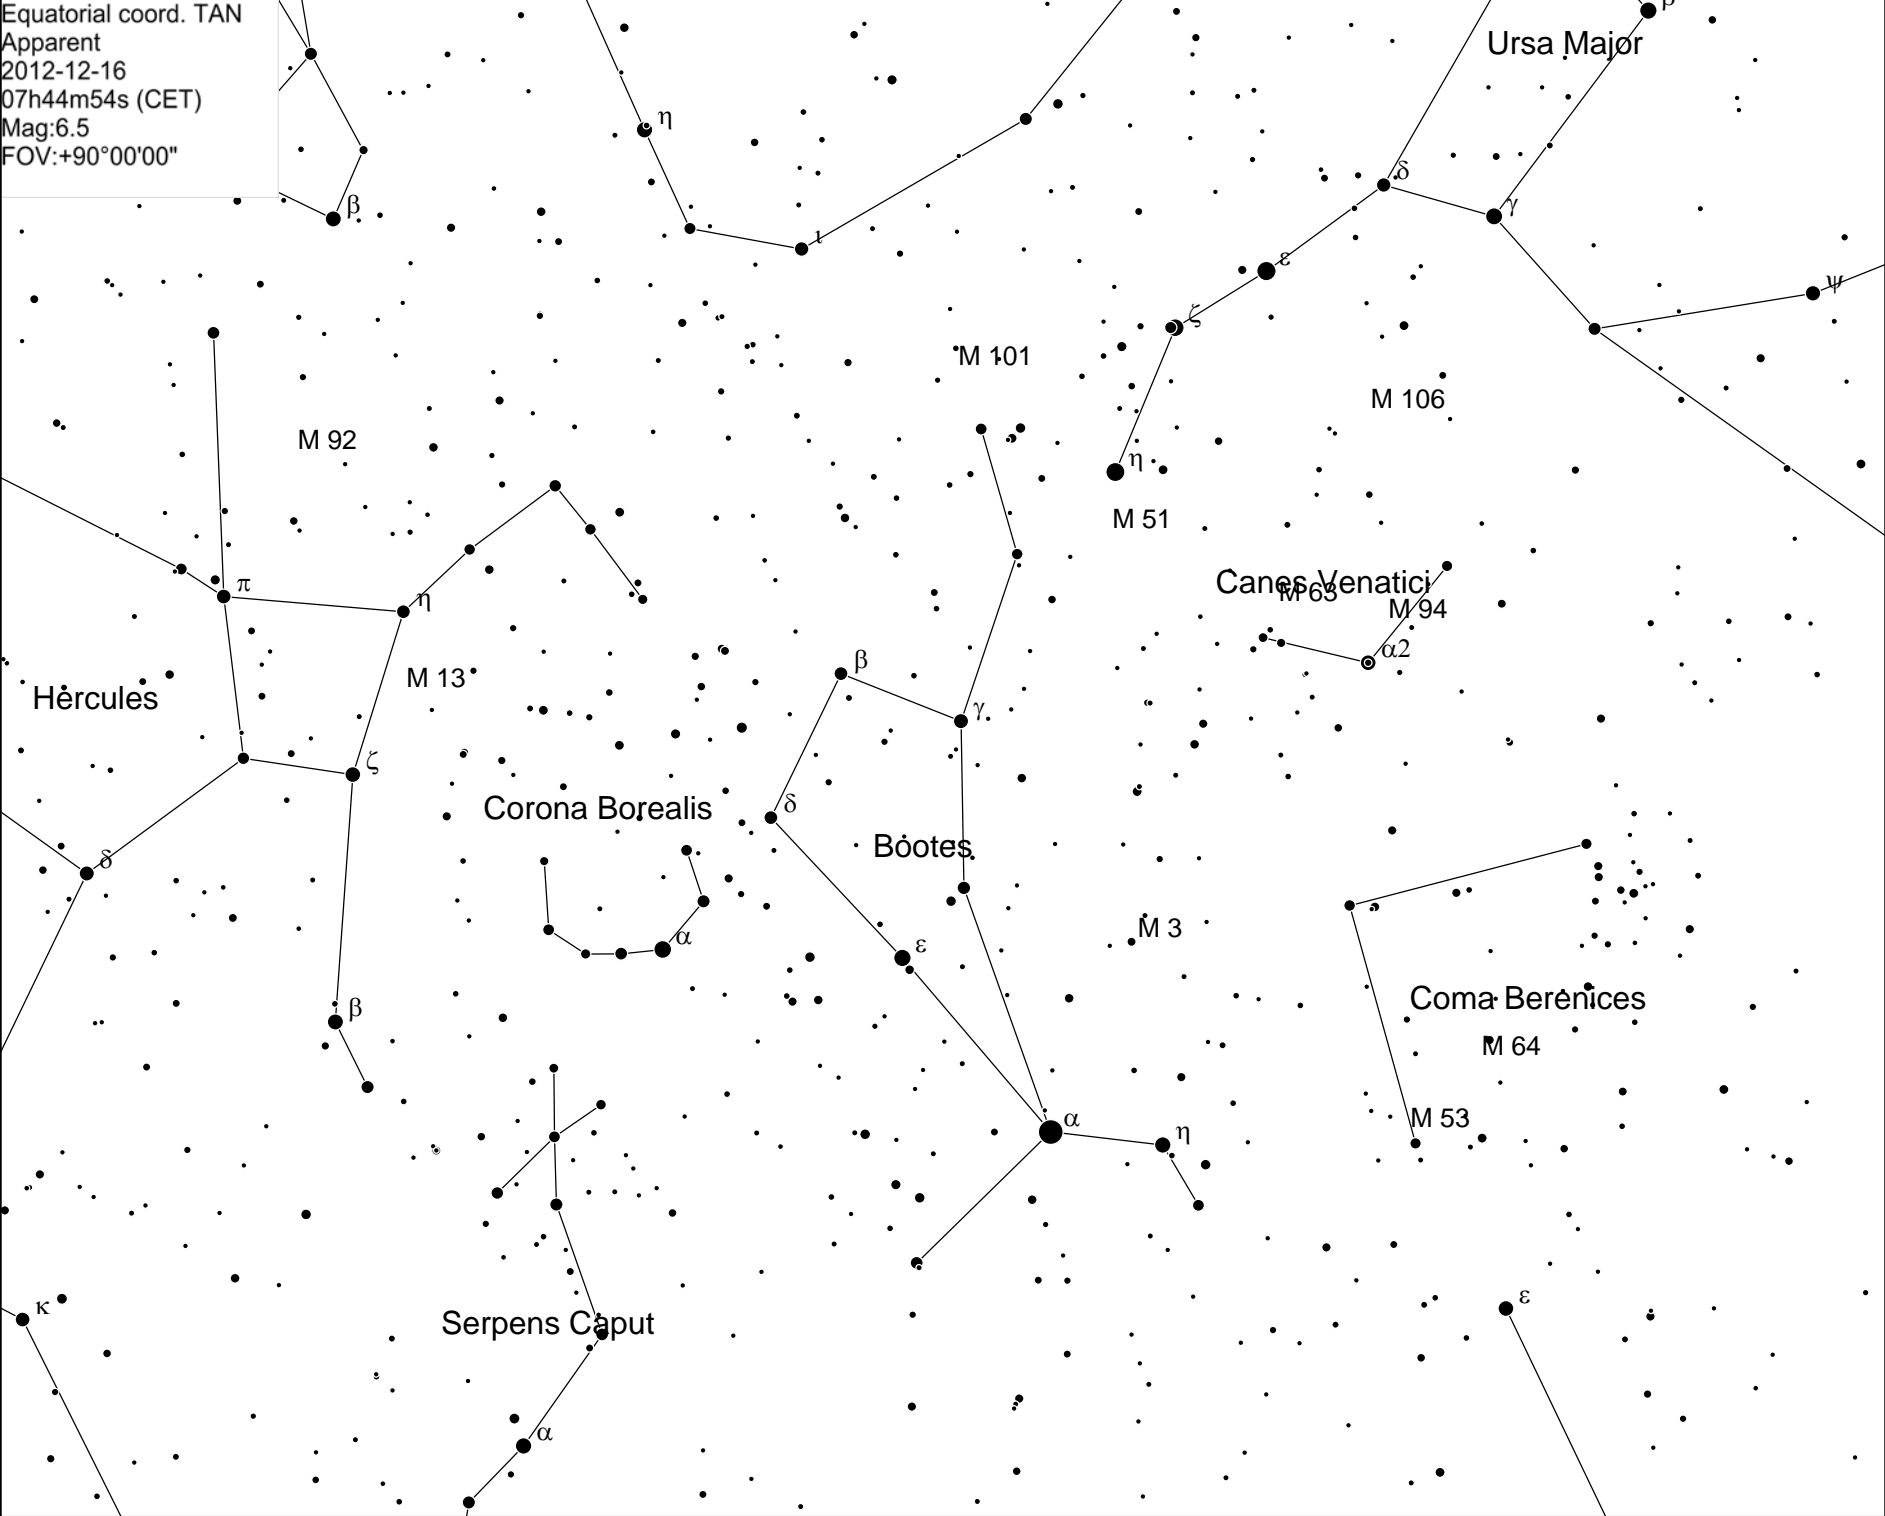 Equatorial coord. TAN
Apparent
2012-12-16
07h44m54s (CET)
Mag:6.5
FOV:+90°00'00"
β
Ursa Major
η
δ
β
γ
ι
ε
ψ
ζ
M 101
M 106
M 92
η
M 51
Canes Venatici
π
M 63
η
M 94
α2
β
M 13
Hercules
γ
ζ
δ
Corona Borealis
Bootes
δ
M 3
α
ε
Coma Berenices
β
M 64
M 53
α
η
ε
κ
Serpens Caput
α